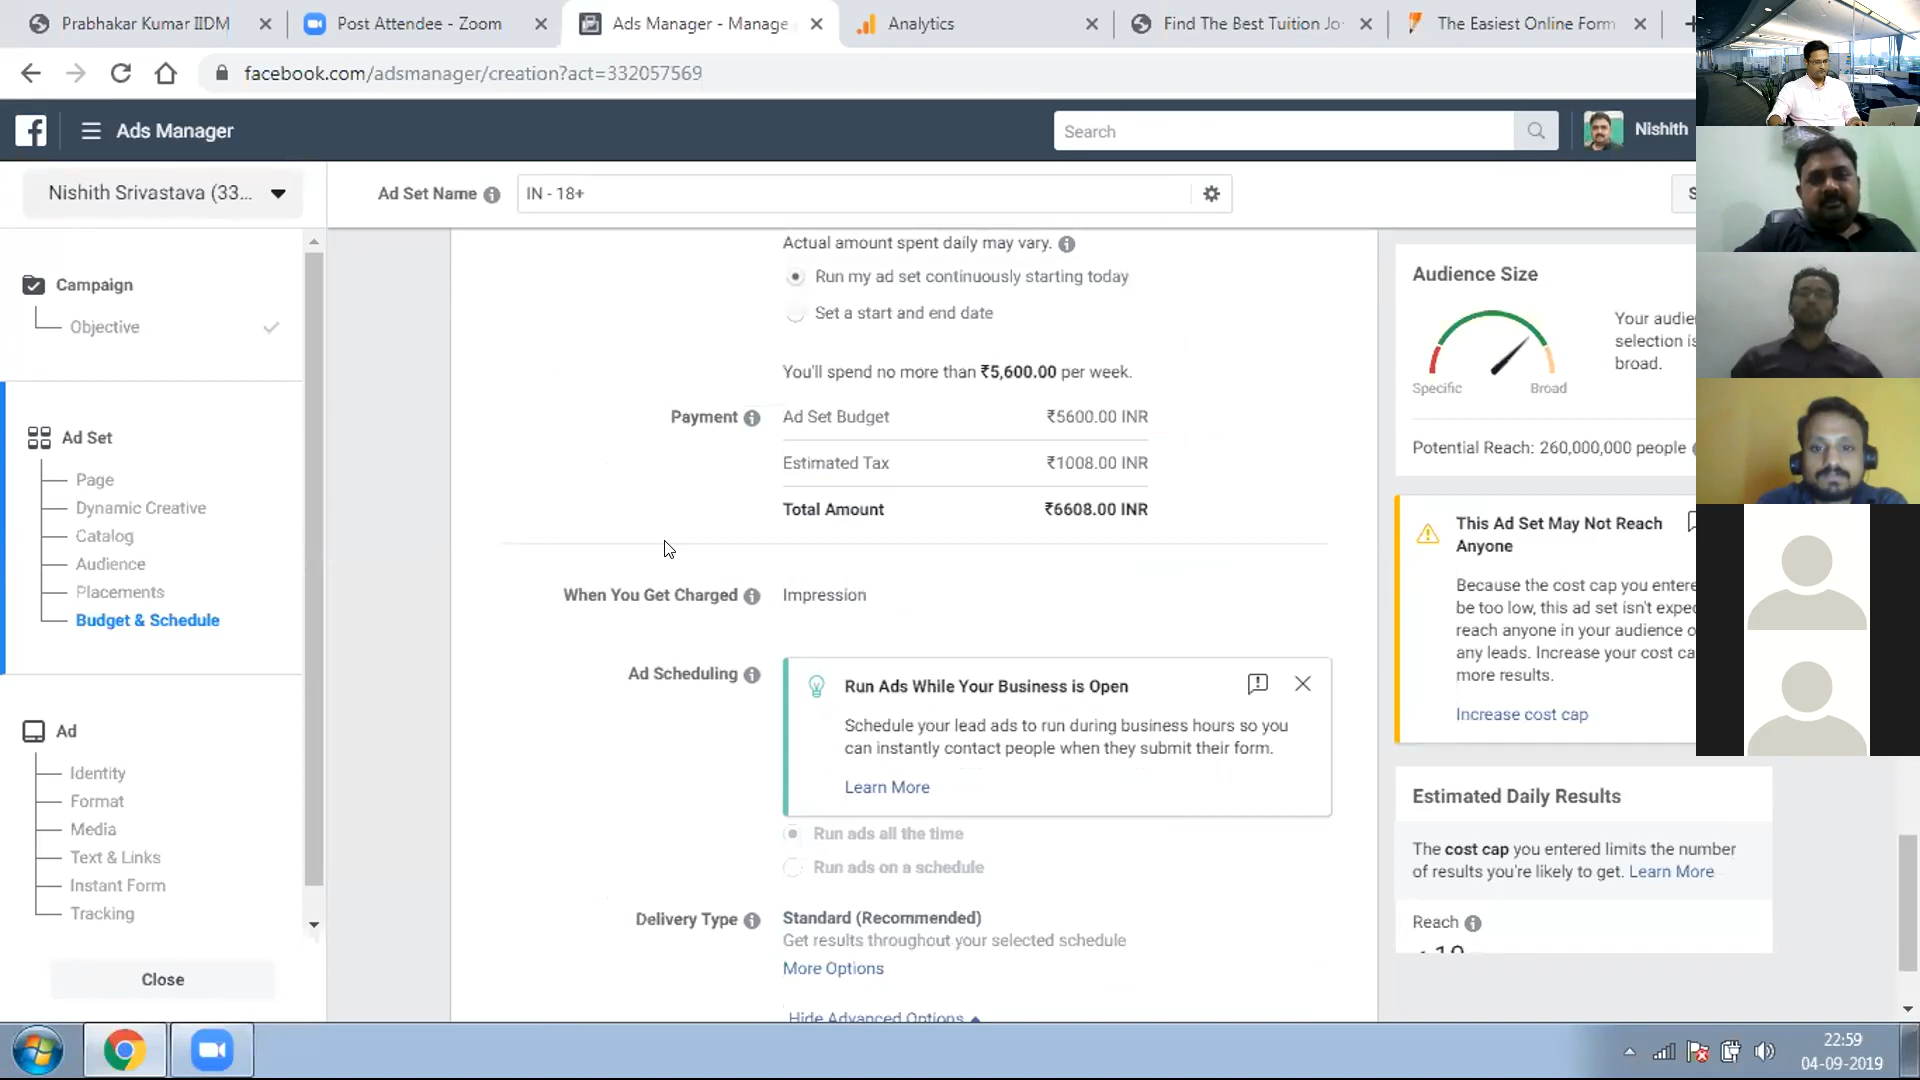 Prabhakar Kumar IIDM
Post Attendee - Zoom
Ads Manager - Manage
Analytics
Find The Best Tuition Jo
The Easiest Online Form
facebook.com/adsmanager/creation?act=332057569
Ads Manager
Search
Nishith
Nishith Srivastava (33...
Ad Set Name
IN - 18+
S
Campaign
Objective
Ad Set
Page
Dynamic Creative
Catalog
Audience
Placements
Budget & Schedule
Ad
Identity
Format
Media
Text & Links
Instant Form
Tracking
Close
Actual amount spent daily may vary.
Run my ad set continuously starting today
Set a start and end date
You'll spend no more than ₹5,600.00 per week.
Payment
Ad Set Budget ₹5600.00 INR
Estimated Tax ₹1008.00 INR
Total Amount ₹6608.00 INR
When You Get Charged
Impression
Ad Scheduling
Run Ads While Your Business is Open
Schedule your lead ads to run during business hours so you
can instantly contact people when they submit their form.
Learn More
Run ads all the time
Run ads on a schedule
Delivery Type
Standard (Recommended)
Get results throughout your selected schedule
More Options
Hide Advanced Options
Audience Size
Specific
Broad
Your audie
selection is
broad.
Potential Reach: 260,000,000 people
This Ad Set May Not Reach
Anyone
Because the cost cap you entere
be too low, this ad set isn't expec
reach anyone in your audience o
any leads. Increase your cost ca
more results.
Increase cost cap
Estimated Daily Results
The cost cap you entered limits the number
of results you're likely to get. Learn More
Reach
22:59
04-09-2019